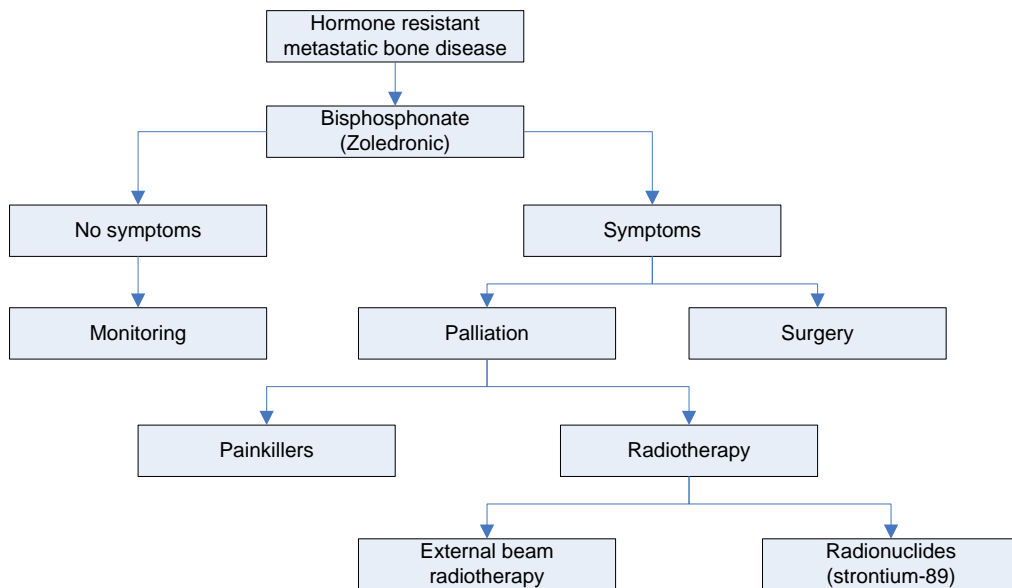 Hormone resistant
metastatic bone disease
Bisphosphonate
(Zoledronic)
No symptoms
Symptoms
Monitoring
Palliation
Surgery
Painkillers
Radiotherapy
External beam
radiotherapy
Radionuclides
(strontium-89)